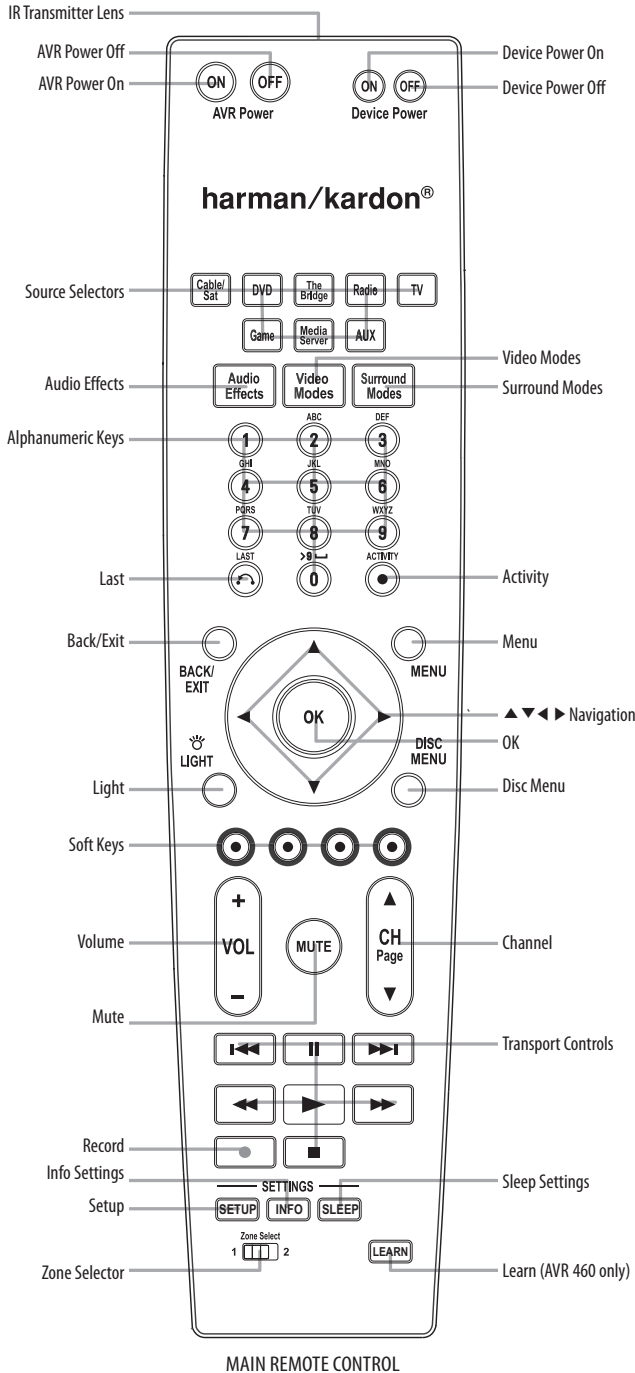 IR Transmitter Lens
AVR Power Off
AVR Power On
Device Power On
Device Power Off
ON OFF
AVR Power
ON OFF
Device Power
harman/kardon®
Source Selectors
Cable/
Sat
DVD
The
Bridge
Radio
TV
Game
Media
Server
AUX
Video Modes
Audio Effects
Surround Modes
Audio
Effects
Video
Modes
Surround
Modes
Alphanumeric Keys
ABC DEF
1 2 3
GHI JKL MNO
4 5 6
PQRS TUV WXYZ
7 8 9
LAST >9 ACTIVITY
Last
0
Activity
Back/Exit
Menu
BACK/
EXIT
MENU
▲ ▼ ◀ ▶ Navigation
OK
OK
LIGHT
DISC
MENU
Light
Disc Menu
Soft Keys
+
VOL
–
Volume
MUTE
CH
Page
Channel
Mute
Transport Controls
Record
Info Settings
SETTINGS
Sleep Settings
Setup
SETUP INFO SLEEP
Zone Select
1 2
LEARN
Zone Selector
Learn (AVR 460 only)
MAIN REMOTE CONTROL